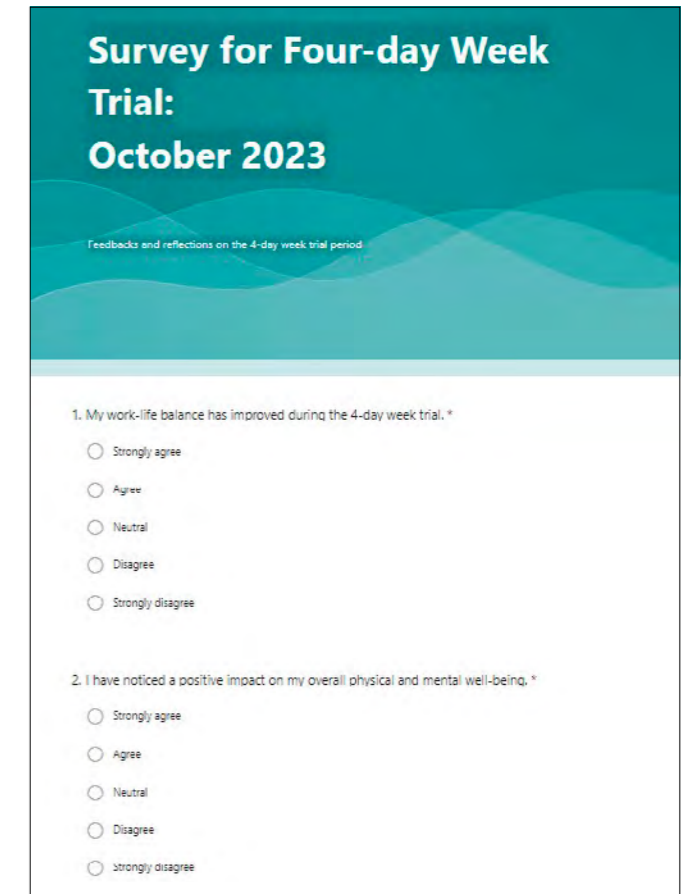 Survey for Four-day Week
Trial:
October 2023
Feedbacks and reflections on the 4-day week trial period
1. My work-life balance has improved during the 4-day week trial. *
Strongly agree
Agree
Neutral
Disagree
Strongly disagree
2. I have noticed a positive impact on my overall physical and mental well-being. *
Strongly agree
Agree
Neutral
Disagree
Strongly disagree